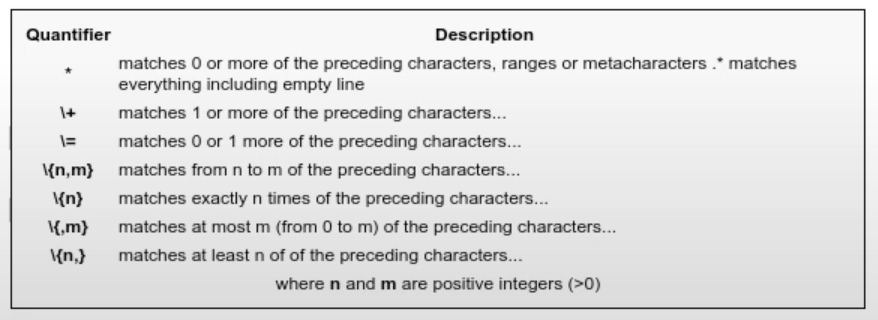 Quantifier Description
* matches 0 or more of the preceding characters, ranges or metacharacters .* matches
everything including empty line
\+ matches 1 or more of the preceding characters...
\= matches 0 or 1 more of the preceding characters...
\{n,m} matches from n to m of the preceding characters...
\{n} matches exactly n times of the preceding characters...
\{,m} matches at most m (from 0 to m) of the preceding characters...
\{n,} matches at least n of of the preceding characters...
where n and m are positive integers (>0)